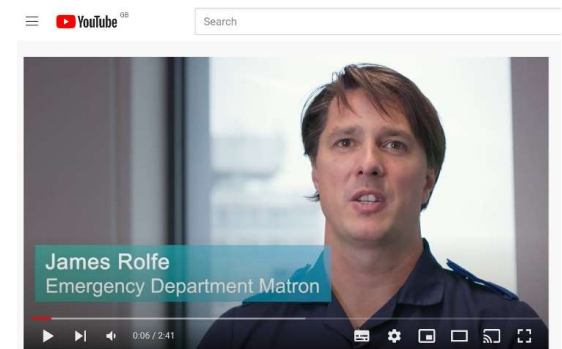 YouTube GB
Search
James Rolfe
Emergency Department Matron
0:06 / 2:41